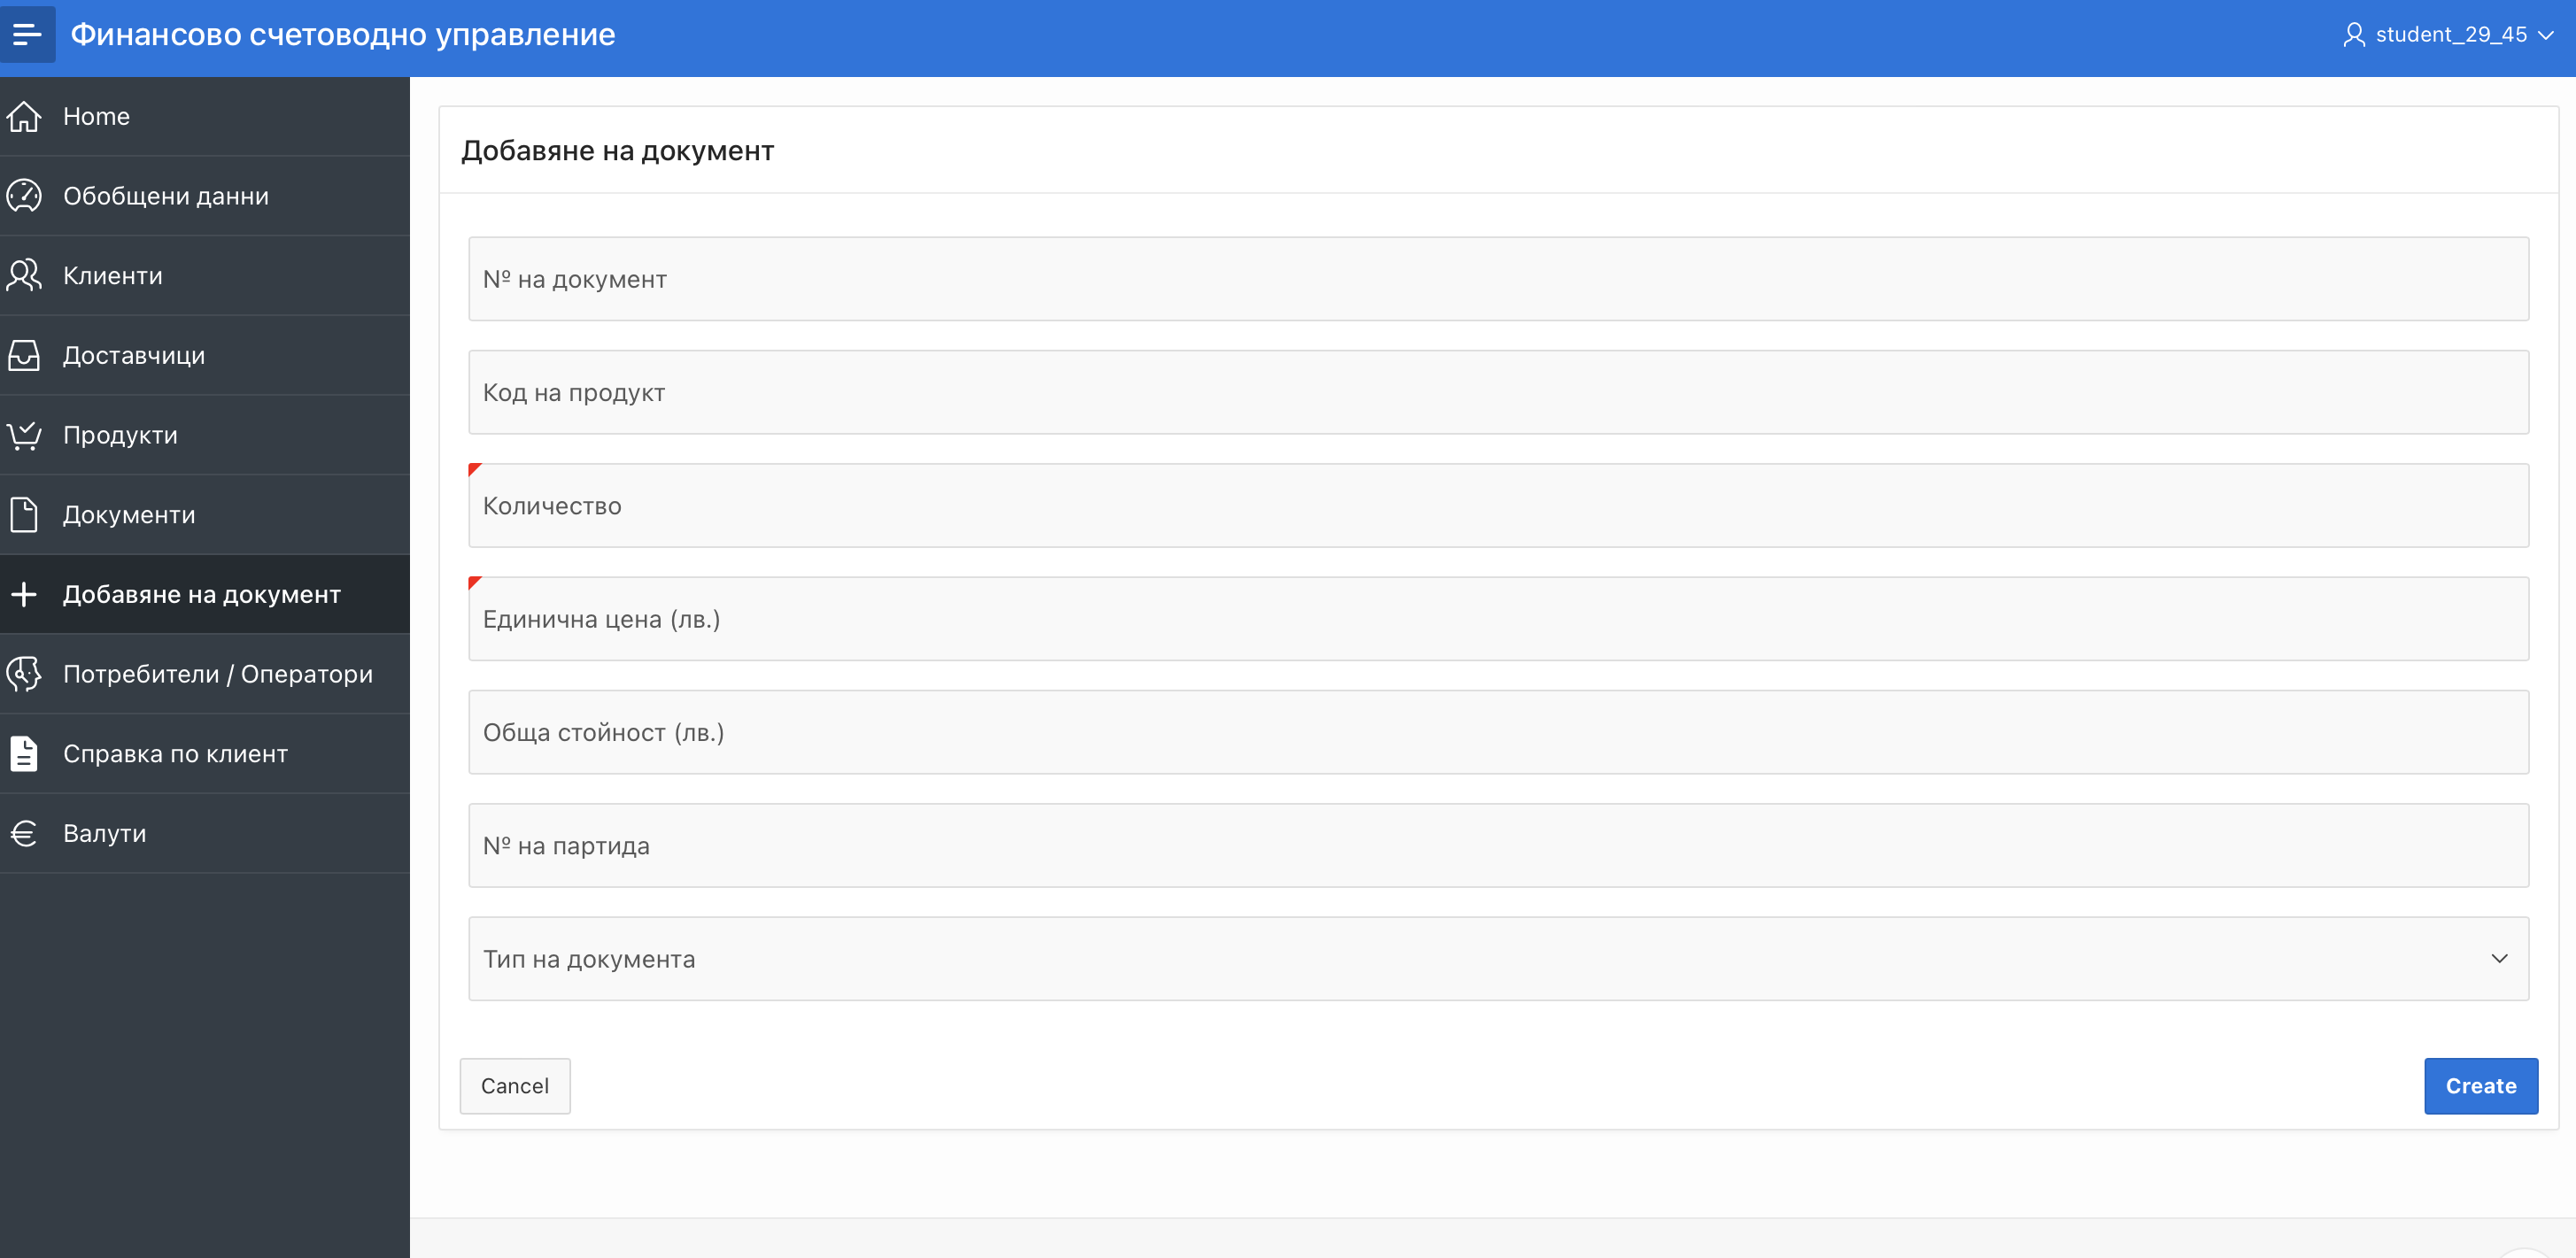 Финансово счетоводно управление
student_29_45
Home
Обобщени данни
Клиенти
Доставчици
Продукти
Документи
Добавяне на документ
Потребители / Оператори
Справка по клиент
Валути
Добавяне на документ
№ на документ
Код на продукт
Количество
Единична цена (лв.)
Обща стойност (лв.)
№ на партида
Тип на документа
Cancel
Create